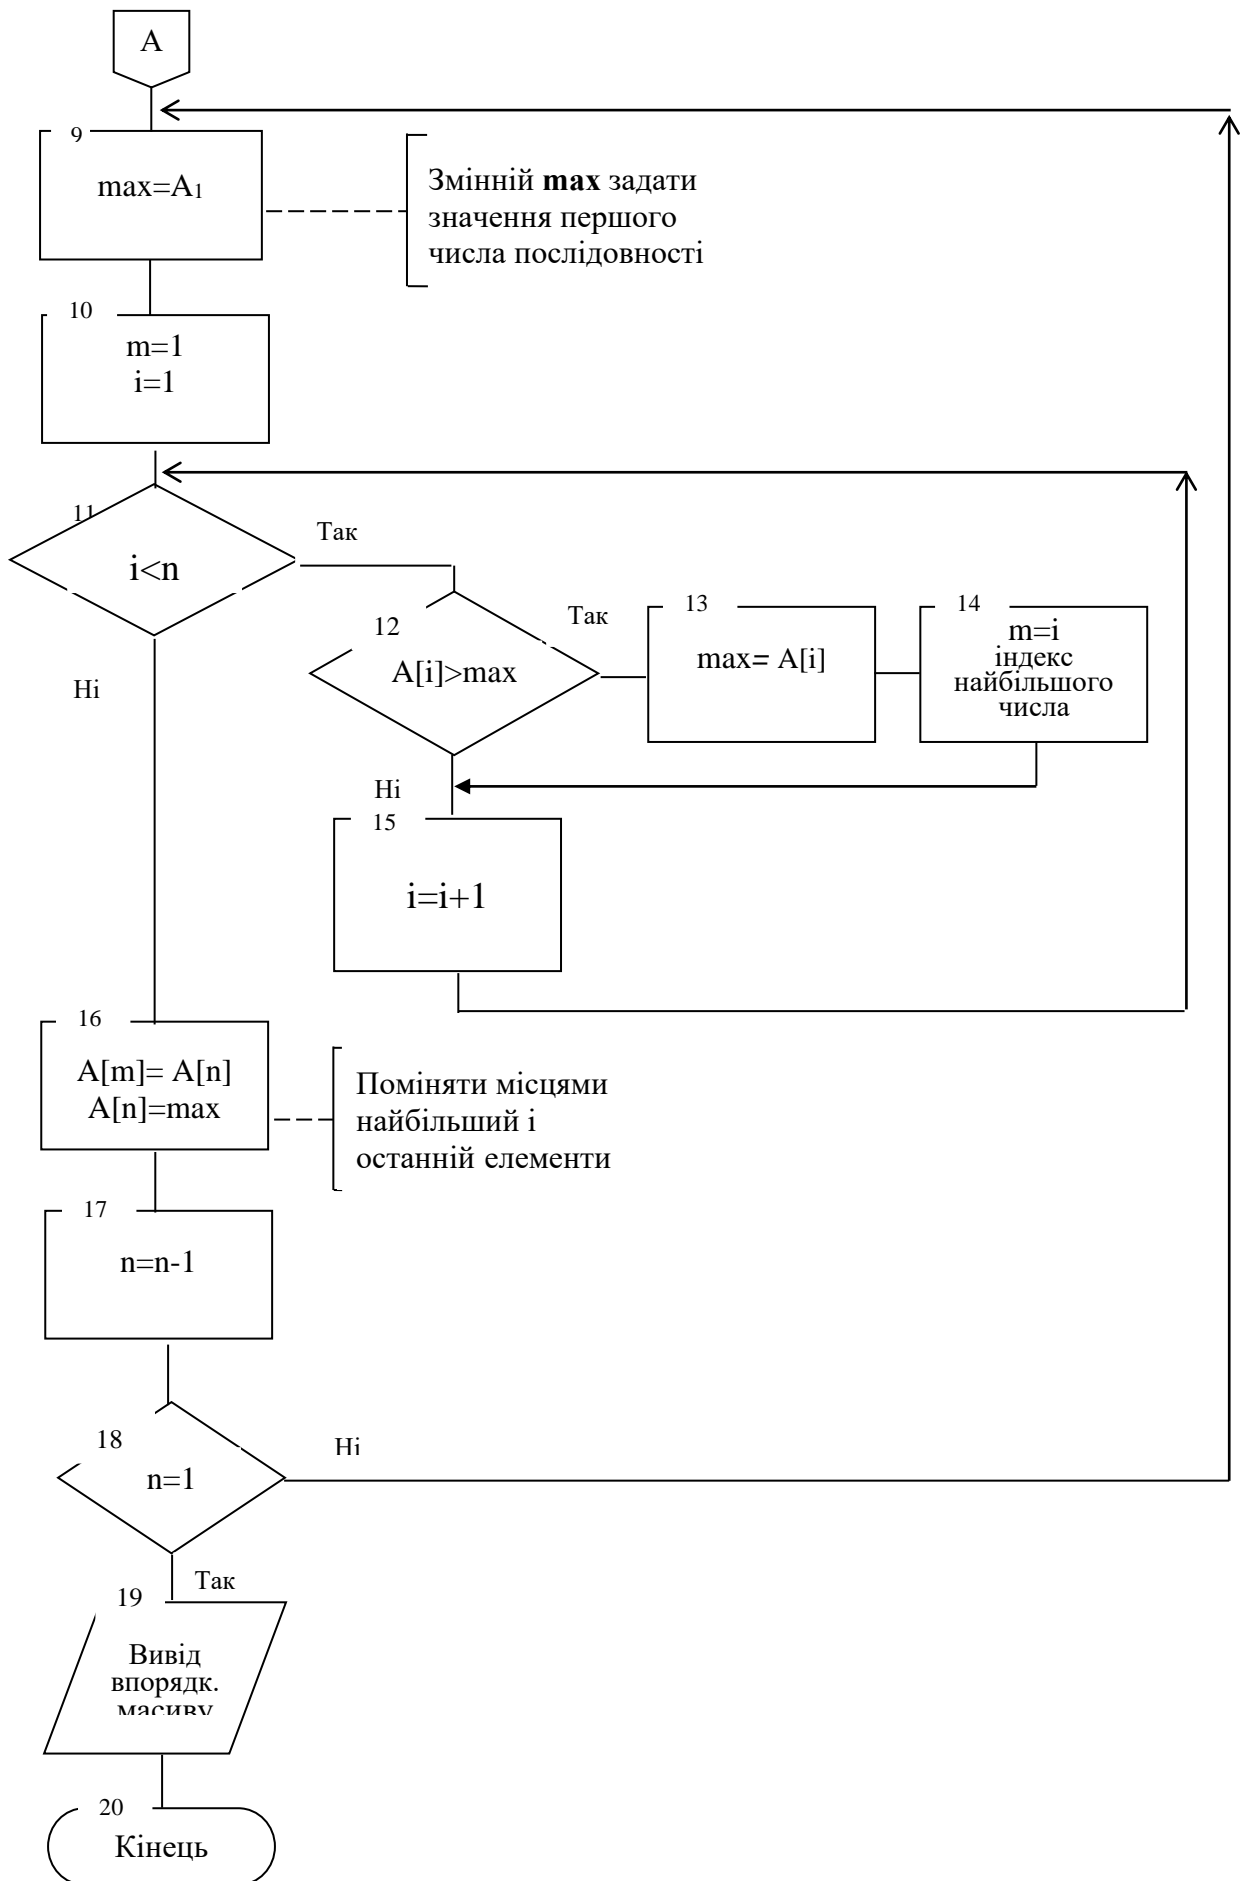 A
9
max=A1
Змінній max задати
значення першого
числа послідовності
10
m=1
i=1
11
i<n
Так
12
A[i]>max
Так
13
max= A[i]
14
m=i
індекс
найбільшого
числа
Ні
Ні
15
i=i+1
16
A[m]= A[n]
A[n]=max
Поміняти місцями
найбільший і
останній елементи
17
n=n-1
18
n=1
Ні
Так
19
Вивід
впорядк.
масиву
20
Кінець